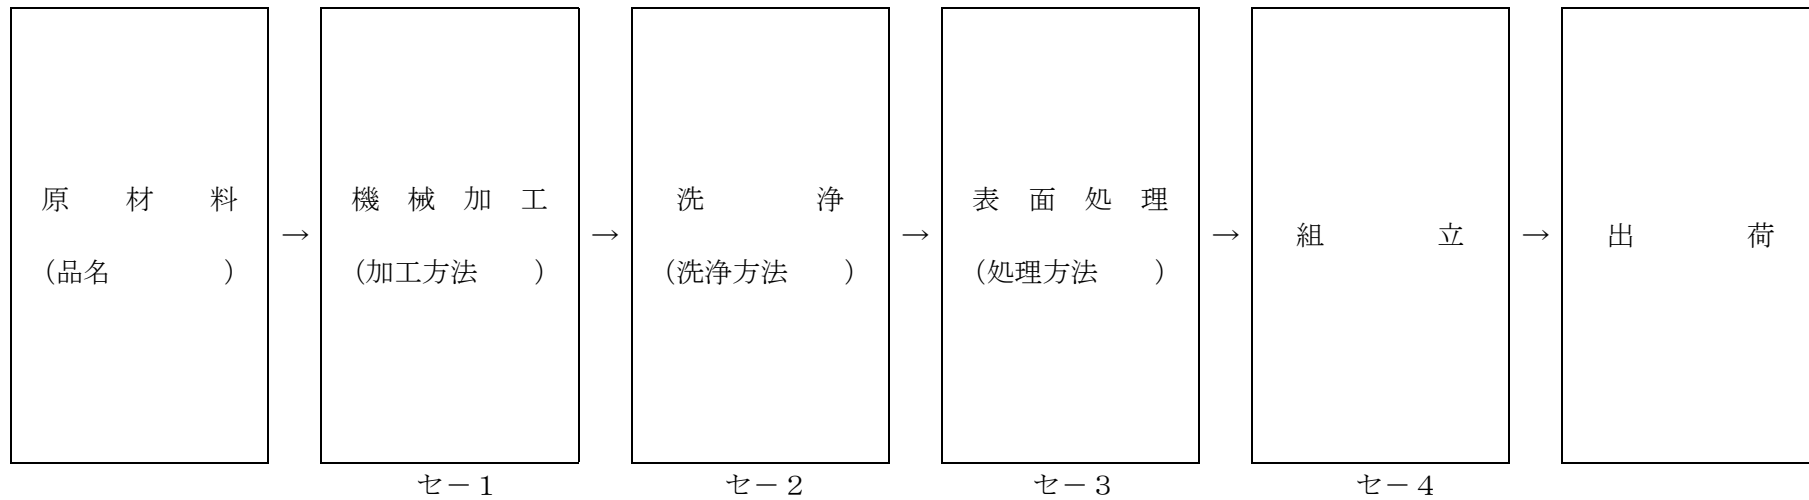 原材料
（品名　　　　）
→
機械加工
（加工方法　　）
→
洗浄
（洗浄方法　　）
→
表面処理
（処理方法　　）
→
組立
→
出荷
セ－１
セ－２
セ－３
セ－４